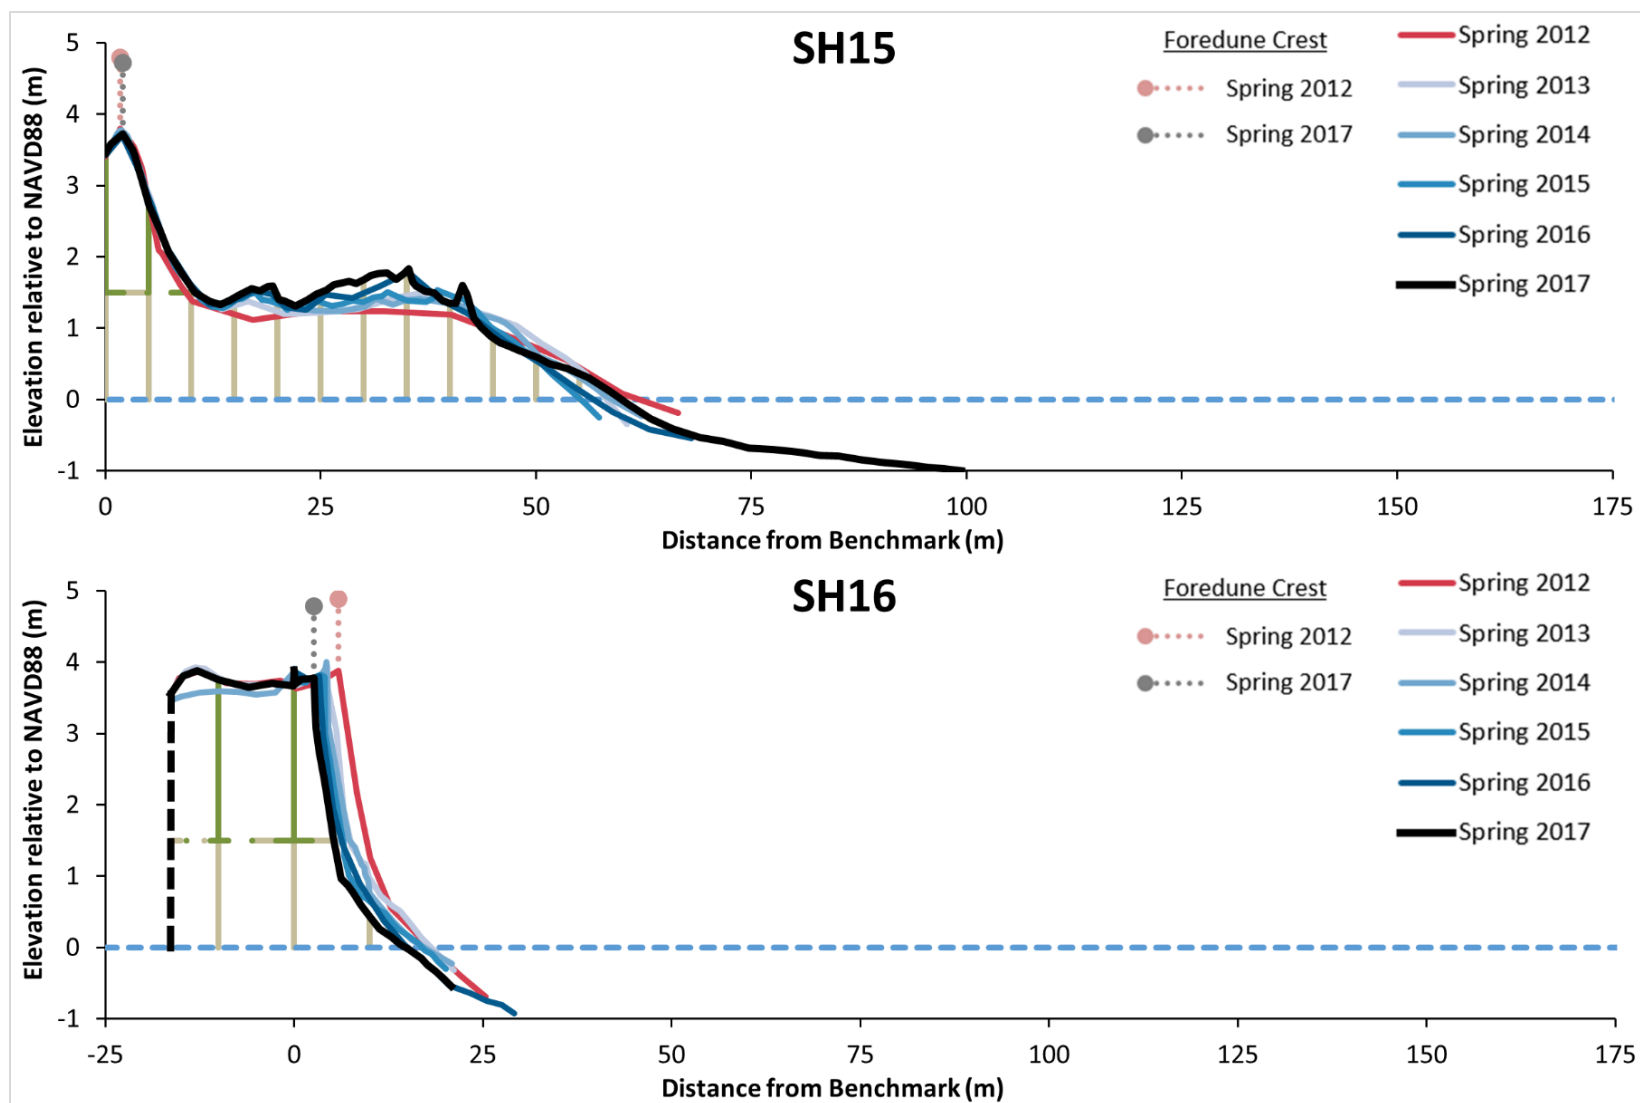 SH15
Elevation relative to NAVD88 (m)
5
4
3
2
1
0
-1
0 25 50 75 100 125 150 175
Distance from Benchmark (m)
Foredune Crest
Spring 2012
Spring 2017
Spring 2012
Spring 2013
Spring 2014
Spring 2015
Spring 2016
Spring 2017
SH16
Elevation relative to NAVD88 (m)
5
4
3
2
1
0
-1
-25 0 25 50 75 100 125 150 175
Distance from Benchmark (m)
Foredune Crest
Spring 2012
Spring 2017
Spring 2012
Spring 2013
Spring 2014
Spring 2015
Spring 2016
Spring 2017